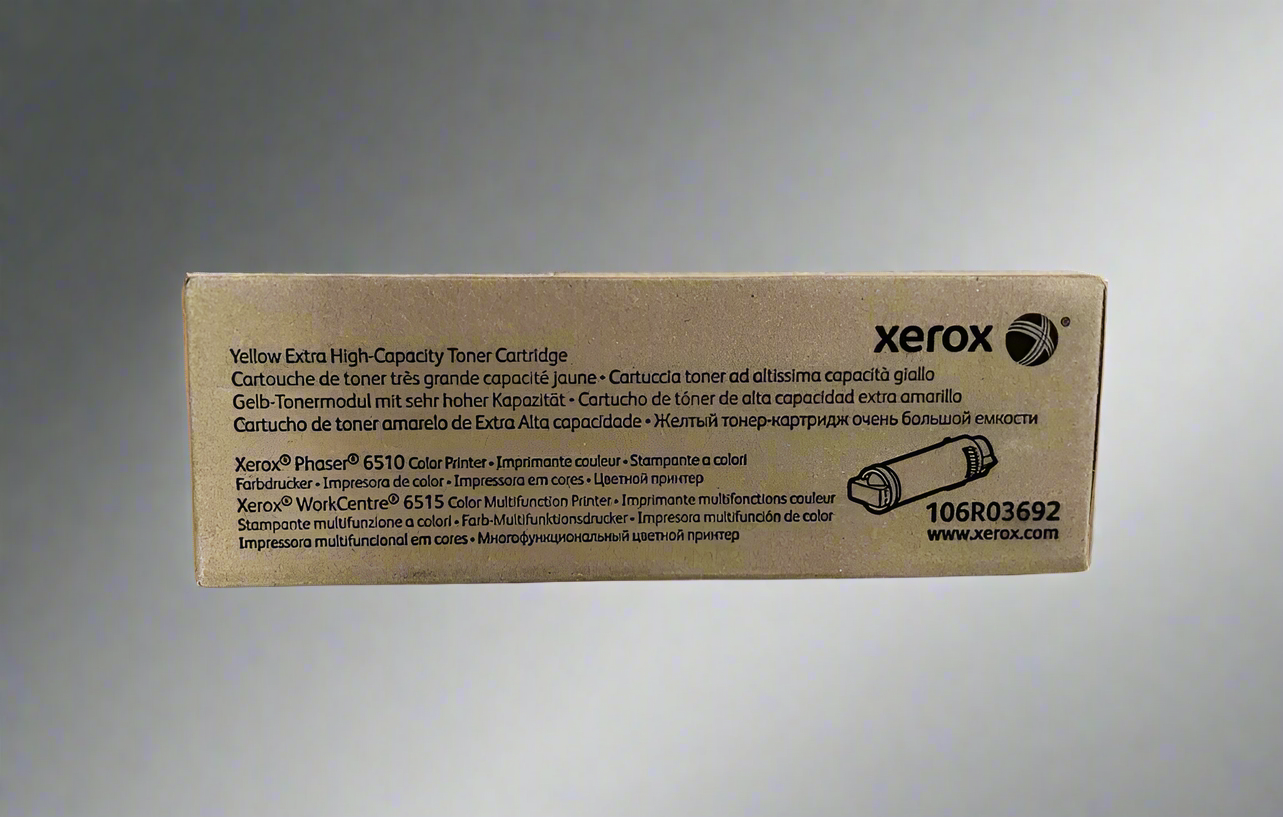 xerox ®
Yellow Extra High-Capacity Toner Cartridge
Cartouche de toner très grande capacité jaune • Cartuccia toner ad altissima capacità giallo
Gelb-Tonermodul mit sehr hoher Kapazität • Cartucho de tóner de alta capacidad extra amarillo
Cartucho de toner amarelo de Extra Alta capacidade • Желтый тонер-картридж очень большой емкости
Xerox® Phaser® 6510 Color Printer • Imprimante couleur • Stampante a colori
Farbdrucker • Impresora de color • Impressora em cores • Цветной принтер
Xerox® WorkCentre® 6515 Color Multifunction Printer • Imprimante multifonctions couleur
Stampante multifunzione a colori • Farb-Multifunktionsdrucker • Impresora multifunción de color
Impressora multifuncional em cores • Многофункциональный цветной принтер
106R03692
www.xerox.com